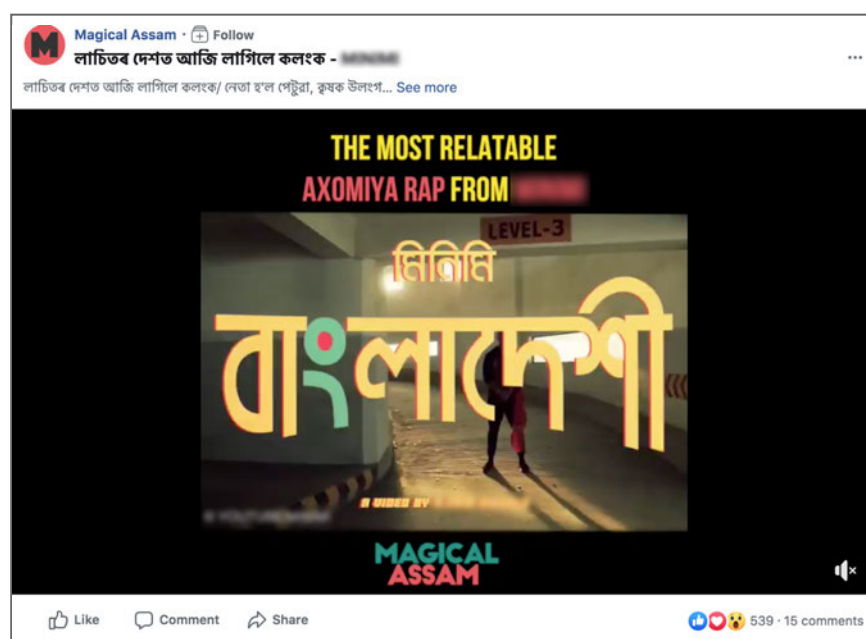 Magical Assam · Follow
লাচিতৰ দেশত আজি লাগিলে কলংক -
লাচিতৰ দেশত আজি লাগিলে কলংক/ নেতা হ'ল পেটুৱা, কৃষক উলংগ... See more
THE MOST RELATABLE
AXOMIYA RAP FROM
LEVEL-3
মিনিমি
বাংলাদেশী
A VIDEO BY
MAGICAL
ASSAM
Like Comment Share 539 · 15 comments